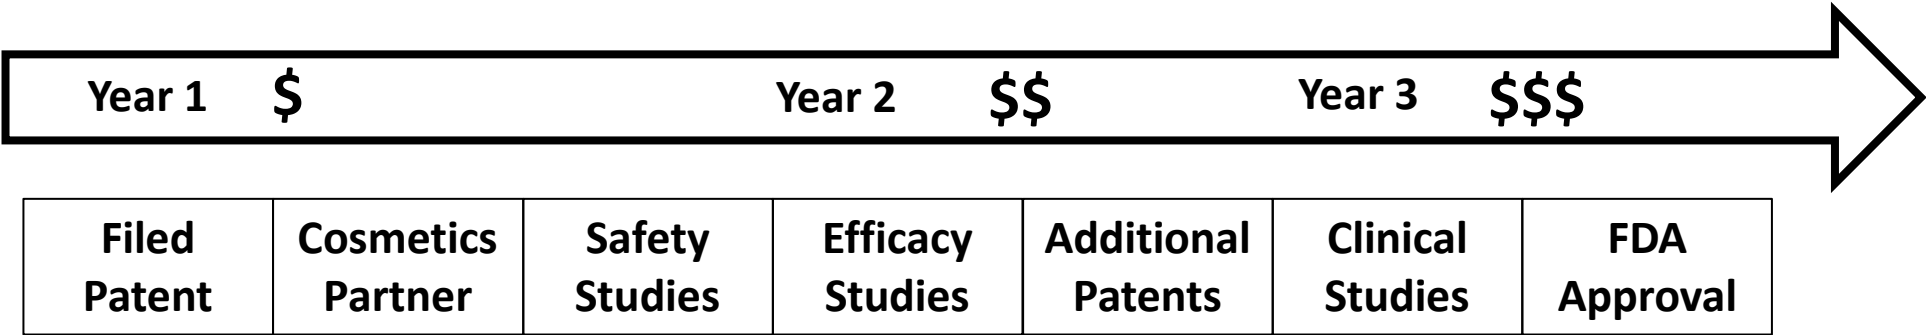 Year 1 $ Year 2 $$ Year 3 $$$
Filed Patent
Cosmetics Partner
Safety Studies
Efficacy Studies
Additional Patents
Clinical Studies
FDA Approval